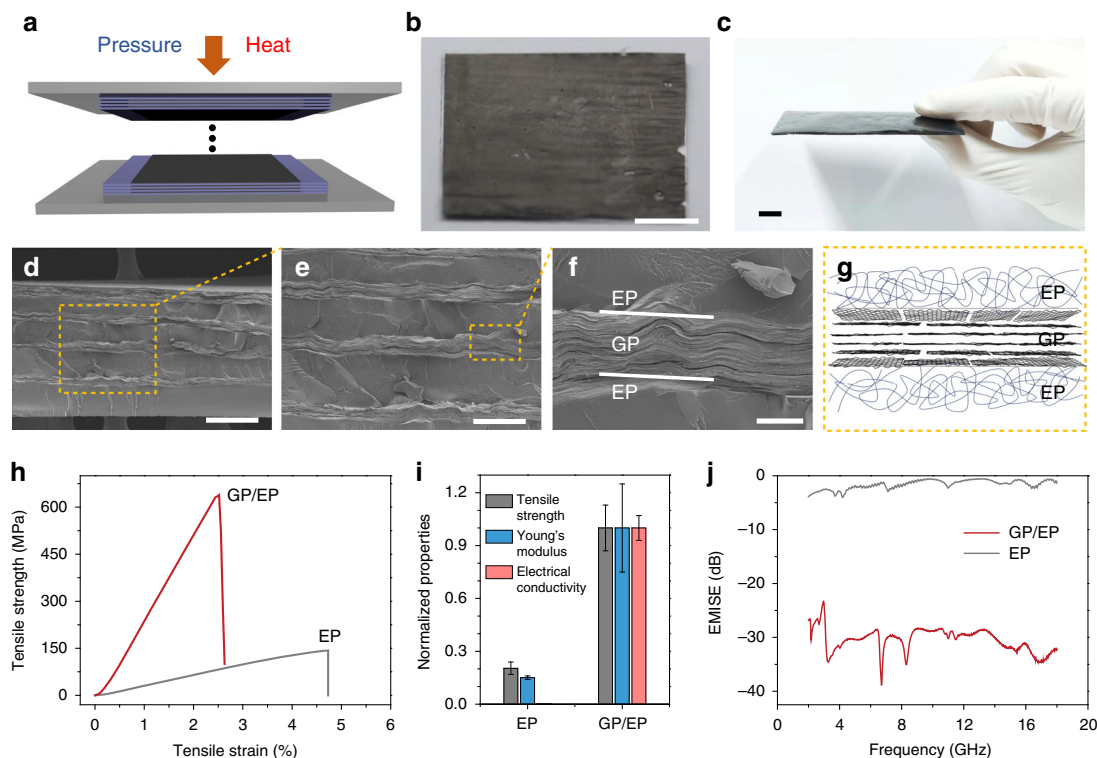 a
Pressure
Heat
b
c
d
e
f
EP
GP
EP
g
EP
GP
EP
h
GP/EP
EP
600
450
300
150
0
0
1
2
3
4
5
6
Tensile strength (MPa)
Tensile strain (%)
i
Tensile
strength
Young's
modulus
Electrical
conductivity
1.2
0.9
0.6
0.3
0.0
EP
GP/EP
Normalized properties
j
0
−10
−20
−30
−40
GP/EP
EP
0
4
8
12
16
20
EMISE (dB)
Frequency (GHz)